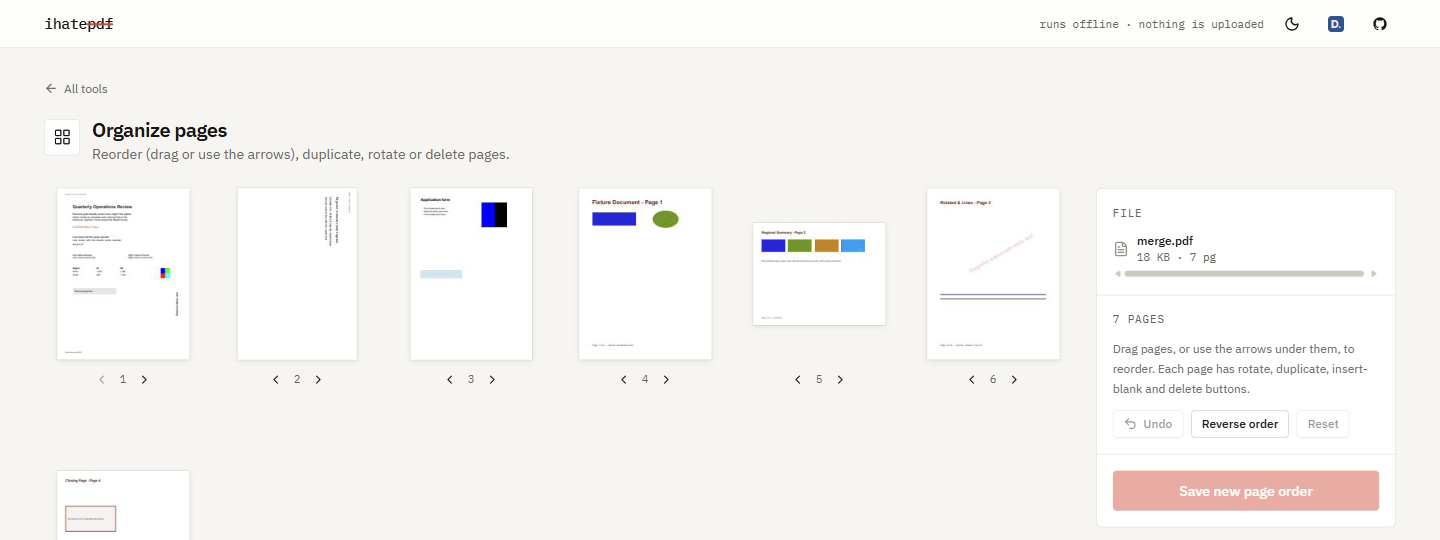 ihatepdf
runs offline · nothing is uploaded
D.
All tools
Organize pages
Reorder (drag or use the arrows), duplicate, rotate or delete pages.
Quarterly Operations Review
Application form
Fixture Document - Page 1
Regional Summary - Page 2
Rotated & Lines - Page 3
1
2
3
4
5
6
Closing Page - Page 4
FILE
merge.pdf
18 KB · 7 pg
7 PAGES
Drag pages, or use the arrows under them, to
reorder. Each page has rotate, duplicate, insert-
blank and delete buttons.
Undo
Reverse order
Reset
Save new page order